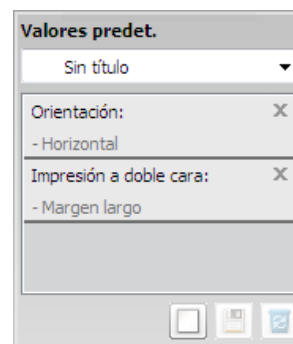 Valores predet.
Sin título
Orientación:
- Horizontal
Impresión a doble cara:
- Margen largo